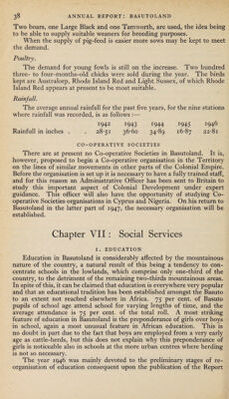 38 ANNUAL REPORT: BASUTOLAND
Two boars, one Large Black and one Tamworth, are used, the idea being
to be able to supply suitable weaners for breeding purposes.
When the supply of pig-feed is easier more sows may be kept to meet
the demand.
Poultry.
The demand for young fowls is still on the increase. Two hundred
three- to four-months-old chicks were sold during the year. The birds
kept are Australorp, Rhode Island Red and Light Sussex, of which Rhode
Island Red appears at present to be most suitable.
Rainfall.
The average annual rainfall for the past five years, for the nine stations
where rainfall was recorded, is as follows:—
1942 1943 1944 1945 1946
Rainfall in inches . . 28·51 36·60 34·89 16·87 22·81
CO-OPERATIVE SOCIETIES
There are at present no Co-operative Societies in Basutoland. It is,
however, proposed to begin a Co-operative organisation in the Territory
on the lines of similar movements in other parts of the Colonial Empire.
Before the organisation is set up it is necessary to have a fully trained staff,
and for this reason an Administrative Officer has been sent to Britain to
study this important aspect of Colonial Development under expert
guidance. This officer will also have the opportunity of studying Co-
operative Societies organisations in Cyprus and Nigeria. On his return to
Basutoland in the latter part of 1947, the necessary organisation will be
established.
Chapter VII: Social Services
1. EDUCATION
Education in Basutoland is considerably affected by the mountainous
nature of the country, a natural result of this being a tendency to con-
centrate schools in the lowlands, which comprise only one-third of the
country, to the detriment of the remaining two-thirds mountainous areas.
In spite of this, it can be claimed that education is everywhere very popular
and that an educational tradition has been established amongst the Basuto
to an extent not reached elsewhere in Africa. 75 per cent. of Basuto
pupils of school age attend school for varying lengths of time, and the
average attendance is 75 per cent. of the total roll. A most striking
feature of education in Basutoland is the preponderance of girls over boys
in school, again a most unusual feature in African education. This is
no doubt in part due to the fact that boys are employed from a very early
age as cattle-herds, but this does not explain why this preponderance of
girls is noticeable also in schools at the more urban centres where herding
is not so necessary.
The year 1946 was mainly devoted to the preliminary stages of re-
organisation of education consequent upon the publication of the Report